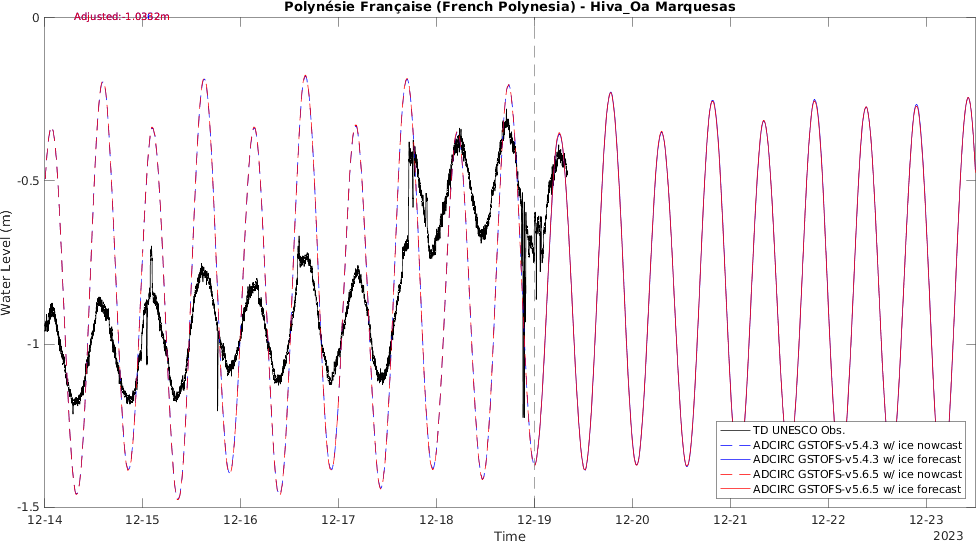 Polynésie Française (French Polynesia) - Hiva_Oa Marquesas
Adjusted:-1.0362m
0
-0.5
-1
-1.5
Water Level (m)
12-14 12-15 12-16 12-17 12-18 12-19 12-20 12-21 12-22 12-23
Time
2023
TD UNESCO Obs.
ADCIRC GSTOFS-v5.4.3 w/ ice nowcast
ADCIRC GSTOFS-v5.4.3 w/ ice forecast
ADCIRC GSTOFS-v5.6.5 w/ ice nowcast
ADCIRC GSTOFS-v5.6.5 w/ ice forecast